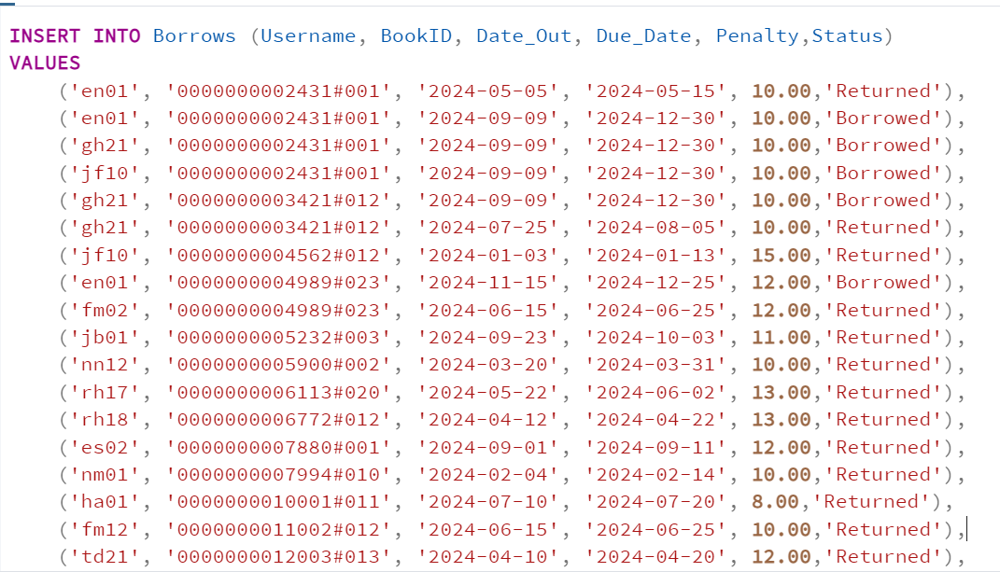 INSERT INTO Borrows (Username, BookID, Date_Out, Due_Date, Penalty,Status)
VALUES
('en01', '0000000002431#001', '2024-05-05', '2024-05-15', 10.00,'Returned'),
('en01', '0000000002431#001', '2024-09-09', '2024-12-30', 10.00,'Borrowed'),
('gh21', '0000000002431#001', '2024-09-09', '2024-12-30', 10.00,'Borrowed'),
('jf10', '0000000002431#001', '2024-09-09', '2024-12-30', 10.00,'Borrowed'),
('gh21', '0000000003421#012', '2024-09-09', '2024-12-30', 10.00,'Borrowed'),
('gh21', '0000000003421#012', '2024-07-25', '2024-08-05', 10.00,'Returned'),
('jf10', '0000000004562#012', '2024-01-03', '2024-01-13', 15.00,'Returned'),
('en01', '0000000004989#023', '2024-11-15', '2024-12-25', 12.00,'Borrowed'),
('fm02', '0000000004989#023', '2024-06-15', '2024-06-25', 12.00,'Returned'),
('jb01', '0000000005232#003', '2024-09-23', '2024-10-03', 11.00,'Returned'),
('nn12', '0000000005900#002', '2024-03-20', '2024-03-31', 10.00,'Returned'),
('rh17', '0000000006113#020', '2024-05-22', '2024-06-02', 13.00,'Returned'),
('rh18', '0000000006772#012', '2024-04-12', '2024-04-22', 13.00,'Returned'),
('es02', '0000000007880#001', '2024-09-01', '2024-09-11', 12.00,'Returned'),
('nm01', '0000000007994#010', '2024-02-04', '2024-02-14', 10.00,'Returned'),
('ha01', '0000000010001#011', '2024-07-10', '2024-07-20', 8.00,'Returned'),
('fm12', '0000000011002#012', '2024-06-15', '2024-06-25', 10.00,'Returned'),
('td21', '0000000012003#013', '2024-04-10', '2024-04-20', 12.00,'Returned'),